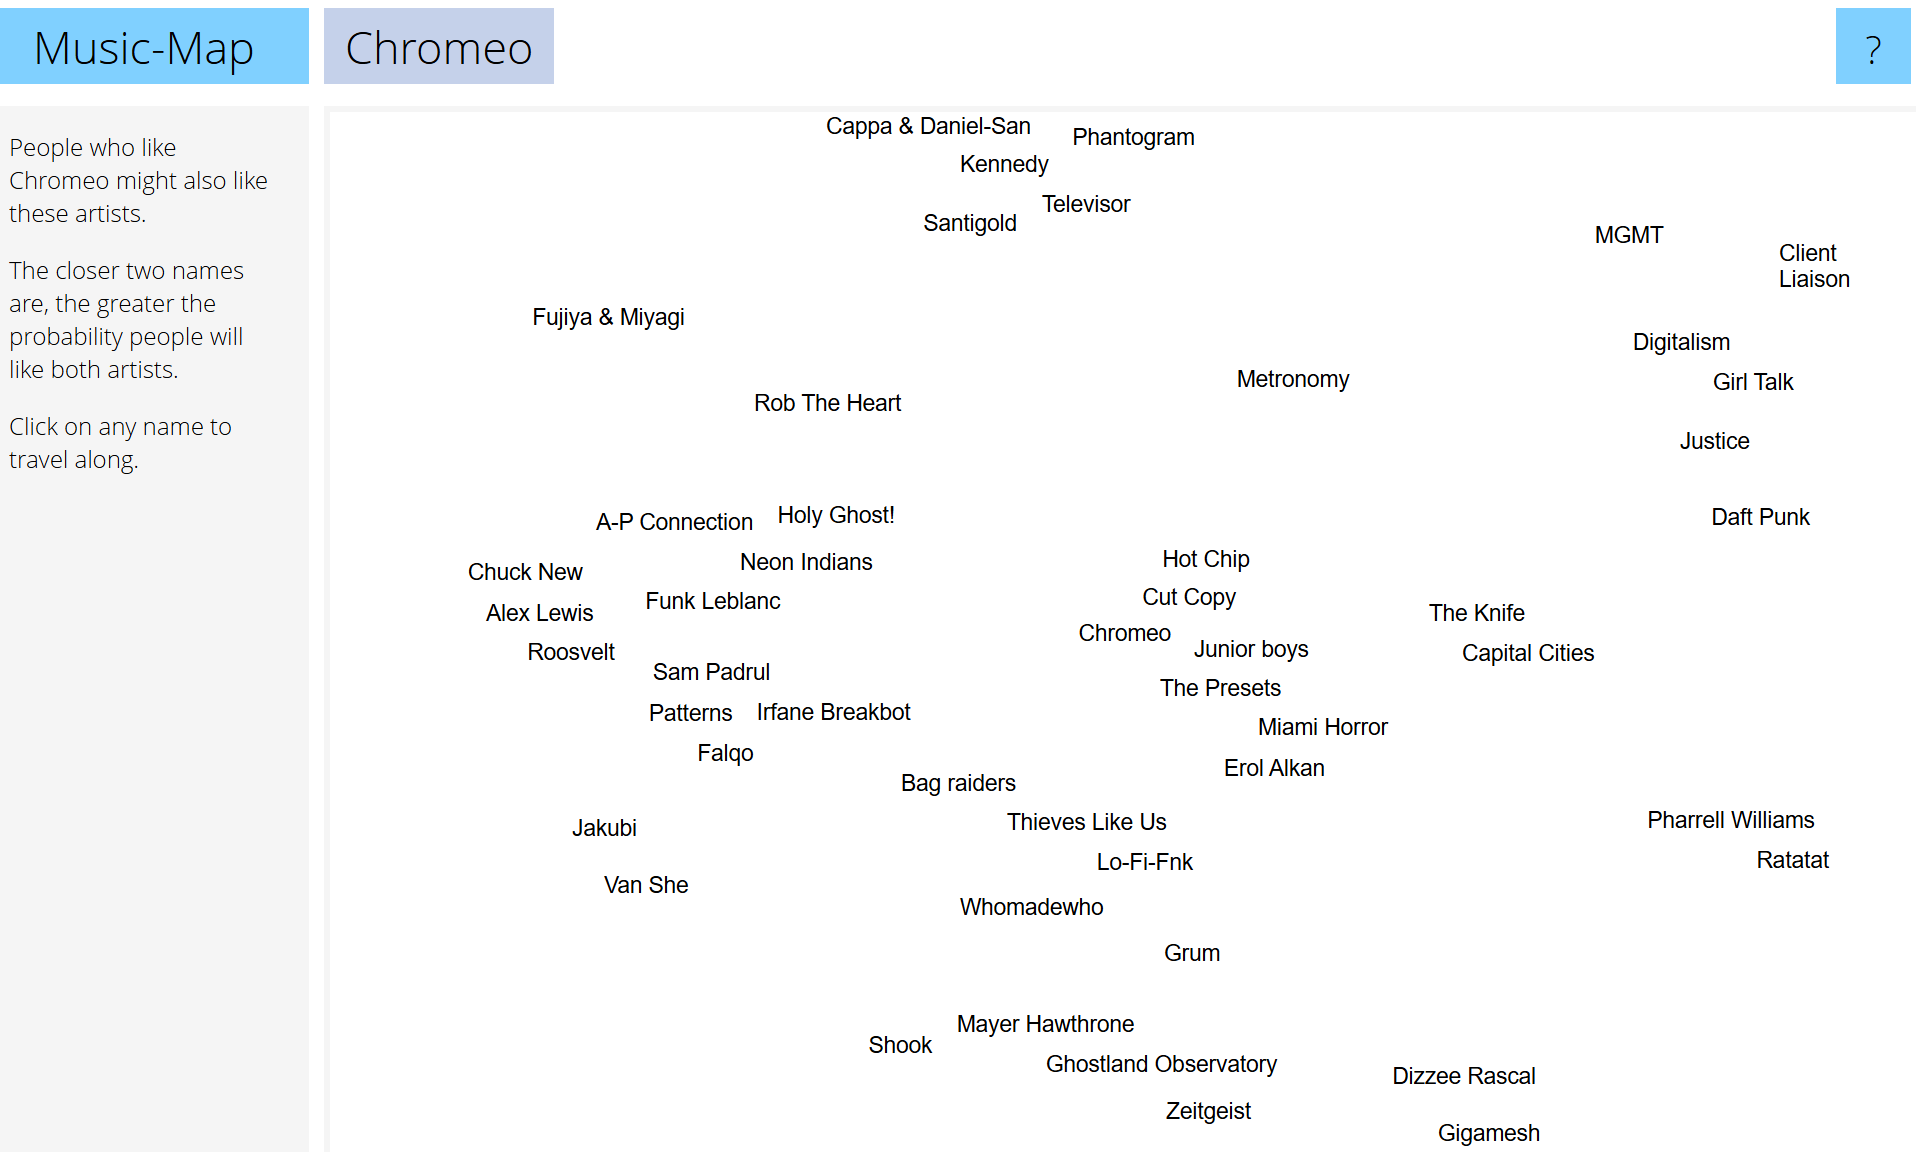 Music-Map
Chromeo
?
People who like
Chromeo might also like
these artists.
The closer two names
are, the greater the
probability people will
like both artists.
Click on any name to
travel along.
Cappa & Daniel-San
Phantogram
Kennedy
Televisor
Santigold
MGMT
Client
Liaison
Fujiya & Miyagi
Digitalism
Metronomy
Girl Talk
Rob The Heart
Justice
A-P Connection
Holy Ghost!
Daft Punk
Neon Indians
Hot Chip
Chuck New
Funk Leblanc
Cut Copy
Alex Lewis
The Knife
Chromeo
Roosvelt
Junior boys
Capital Cities
Sam Padrul
The Presets
Patterns
Irfane Breakbot
Miami Horror
Falqo
Erol Alkan
Bag raiders
Jakubi
Thieves Like Us
Pharrell Williams
Lo-Fi-Fnk
Ratatat
Van She
Whomadewho
Grum
Mayer Hawthrone
Shook
Ghostland Observatory
Dizzee Rascal
Zeitgeist
Gigamesh